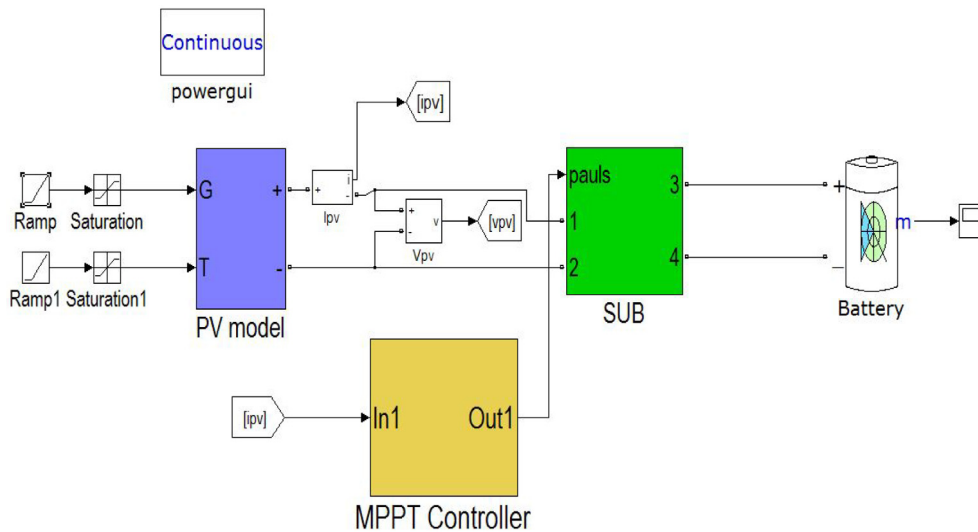 Continuous
powergui
[ipv]
G
+
+
i
-
pauls
3
+
Ramp
Saturation
Ipv
1
+
-
v
[vpv]
m
T
-
Vpv
2
4
−
Ramp1
Saturation1
PV model
SUB
Battery
[ipv]
In1
Out1
MPPT Controller